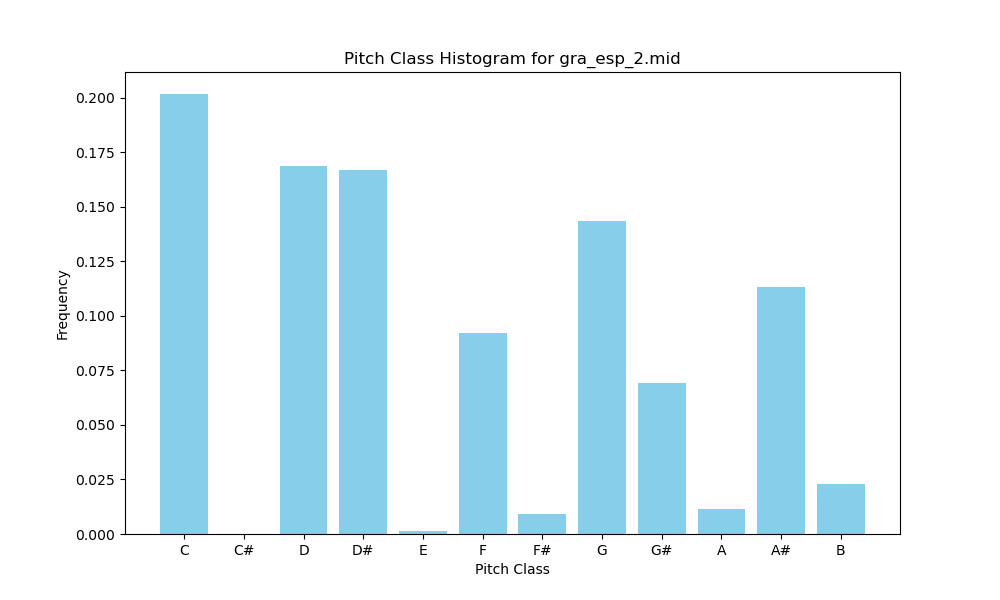 Pitch Class Histogram for gra_esp_2.mid
Frequency
0.200
0.175
0.150
0.125
0.100
0.075
0.050
0.025
0.000
C C# D D# E F F# G G# A A# B
Pitch Class